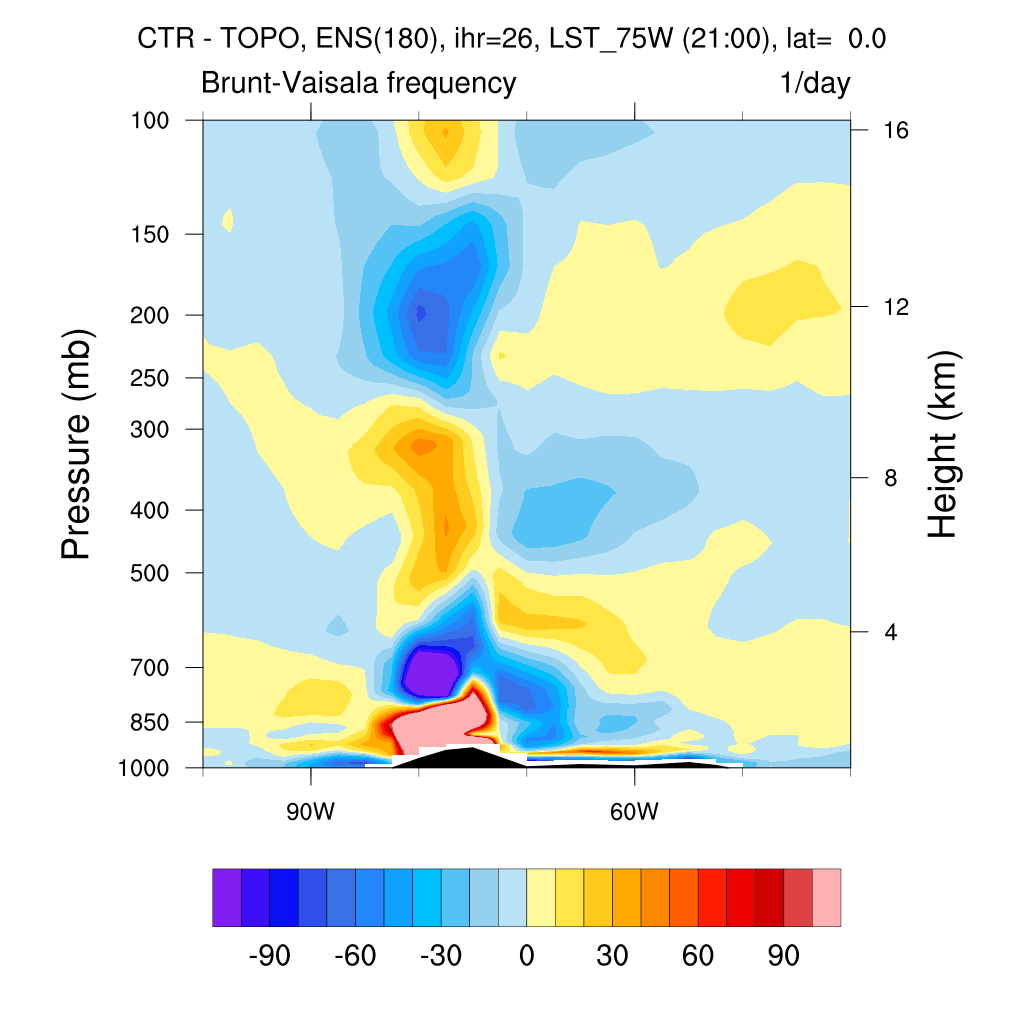 CTR - TOPO, ENS(180), ihr=26, LST_75W (21:00), lat=  0.0
Brunt-Vaisala frequency 1/day
Pressure (mb)
100
150
200
250
300
400
500
700
850
1000
16
12
8
4
Height (km)
90W 60W
-90 -60 -30 0 30 60 90